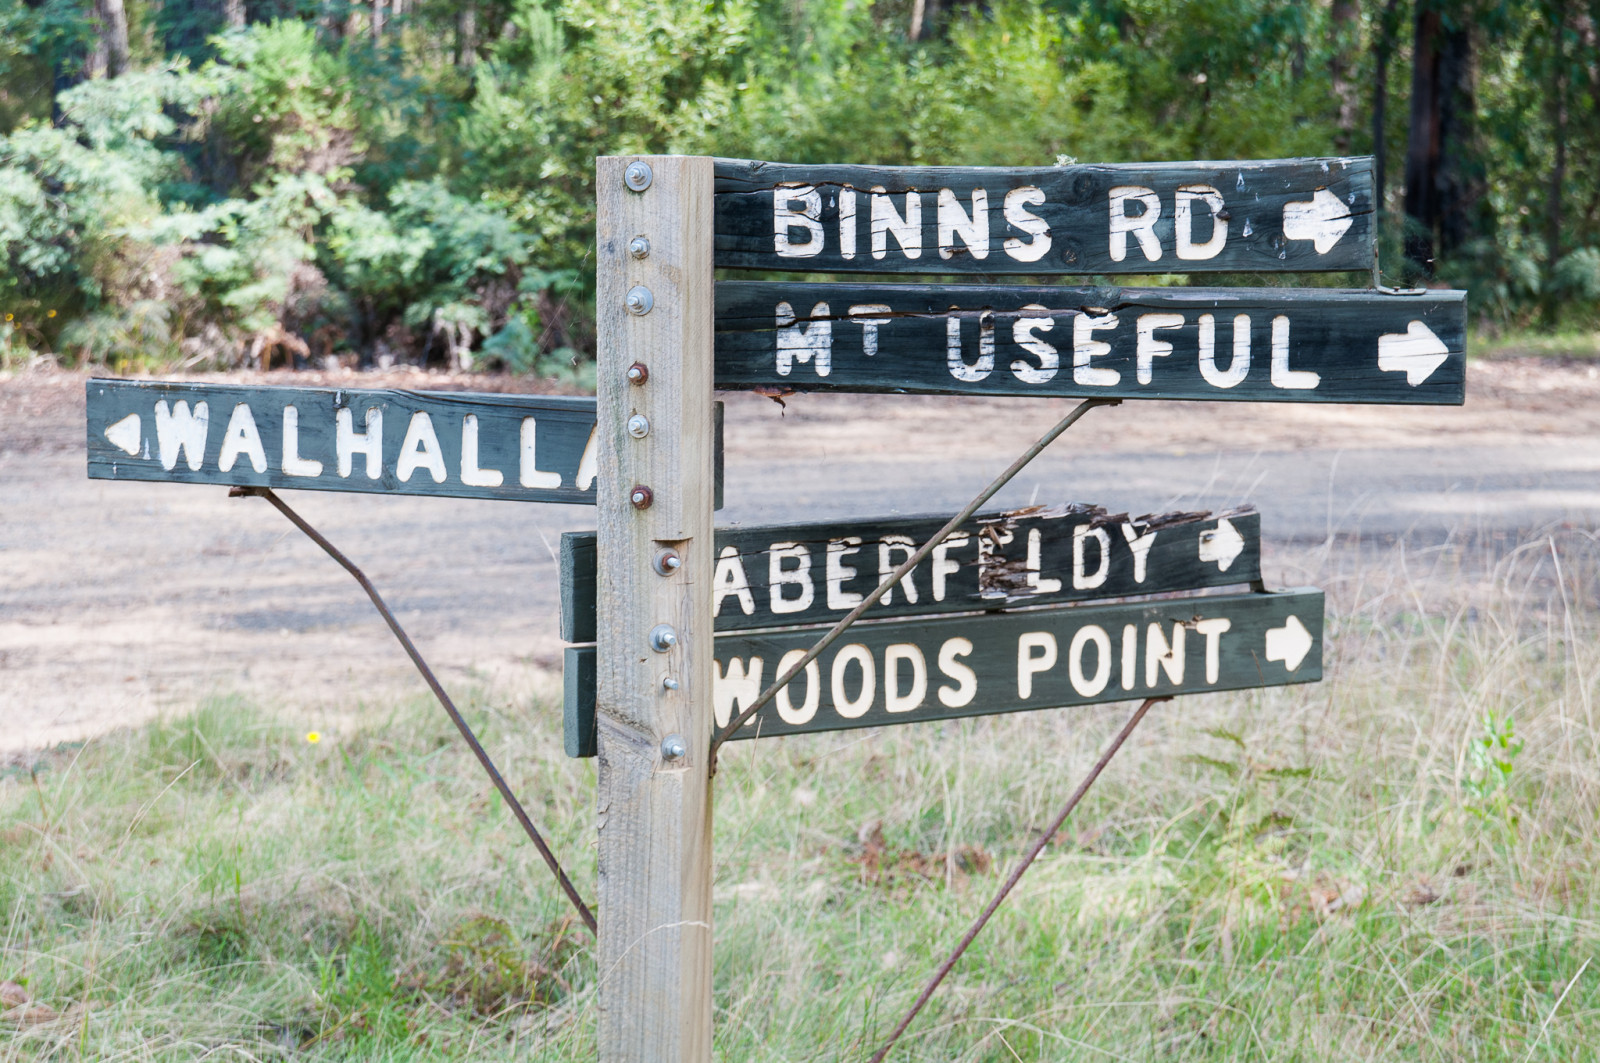 BINNS RD
MT USEFUL
WALHALLA
ABERFELDY
WOODS POINT